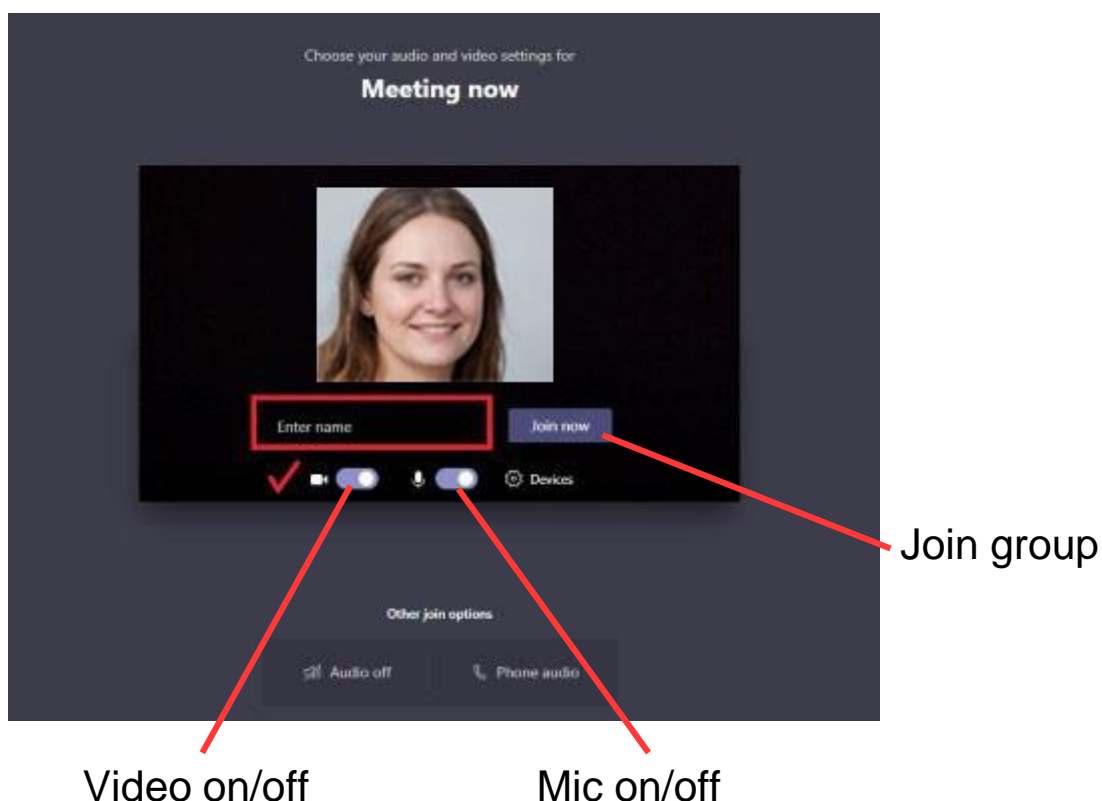 Choose your audio and video settings for
Meeting now
Enter name
Join now
Devices
Join group
Other join options
Audio off
Phone audio
Video on/off
Mic on/off